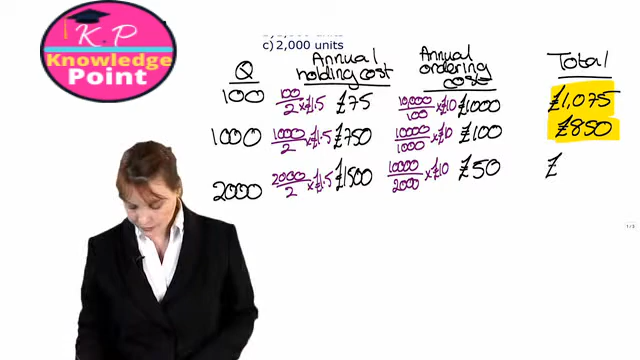 K.P
Knowledge
Point
c) 2,000 units
Q
Annual holding cost
Annual ordering cost
Total
100 100/2 x £1.5 £75 10,000/100 x £10 £1000 £1,075
1000 1000/2 x £1.5 £750 10000/1000 x £10 £100 £850
2000 2000/2 x £1.5 £1500 10000/2000 x £10 £50 £